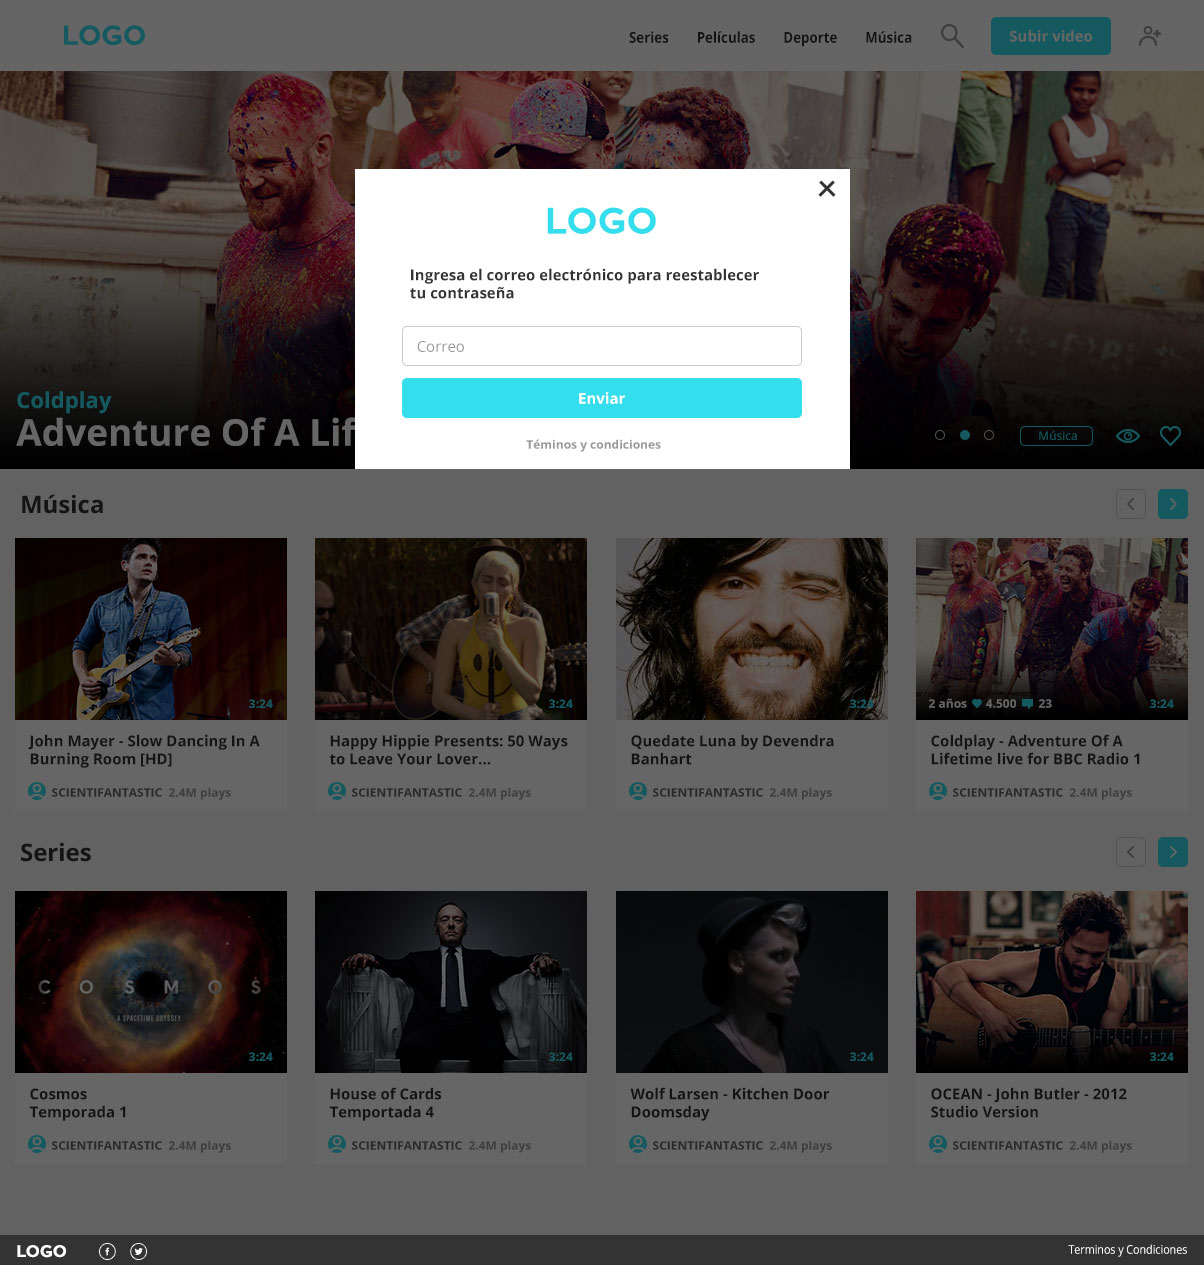 LOGO
Series Películas Deporte Música Subir video
LOGO
Ingresa el correo electrónico para reestablecer
tu contraseña
Correo
Enviar
Téminos y condiciones
Coldplay
Adventure Of A Lif
Música
Música
3:24
3:24
3:24
2 años 4.500 23 3:24
John Mayer - Slow Dancing In A
Burning Room [HD]
SCIENTIFANTASTIC 2.4M plays
Happy Hippie Presents: 50 Ways
to Leave Your Lover...
SCIENTIFANTASTIC 2.4M plays
Quedate Luna by Devendra
Banhart
SCIENTIFANTASTIC 2.4M plays
Coldplay - Adventure Of A
Lifetime live for BBC Radio 1
SCIENTIFANTASTIC 2.4M plays
Series
COSMOS
A SPACETIME ODYSSEY
3:24
3:24
3:24
3:24
Cosmos
Temporada 1
SCIENTIFANTASTIC 2.4M plays
House of Cards
Temportada 4
SCIENTIFANTASTIC 2.4M plays
Wolf Larsen - Kitchen Door
Doomsday
SCIENTIFANTASTIC 2.4M plays
OCEAN - John Butler - 2012
Studio Version
SCIENTIFANTASTIC 2.4M plays
LOGO
Terminos y Condiciones